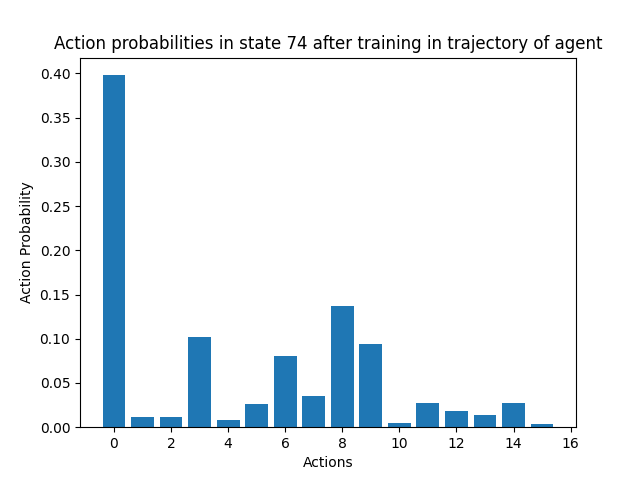 Action probabilities in state 74 after training in trajectory of agent
0.40
0.35
0.30
0.25
0.20
0.15
0.10
0.05
0.00
Action Probability
0 2 4 6 8 10 12 14 16
Actions